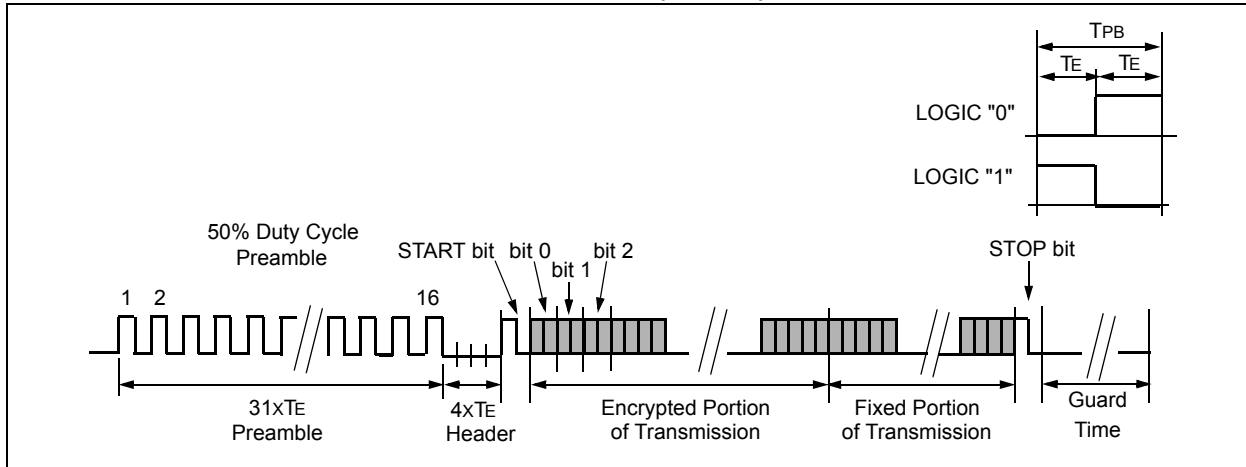 TPB
TE TE
LOGIC "0"
LOGIC "1"
50% Duty Cycle
Preamble
START bit bit 0 bit 1 bit 2
STOP bit
1 2 16
31xTE
Preamble
4xTE
Header
Encrypted Portion
of Transmission
Fixed Portion
of Transmission
Guard
Time